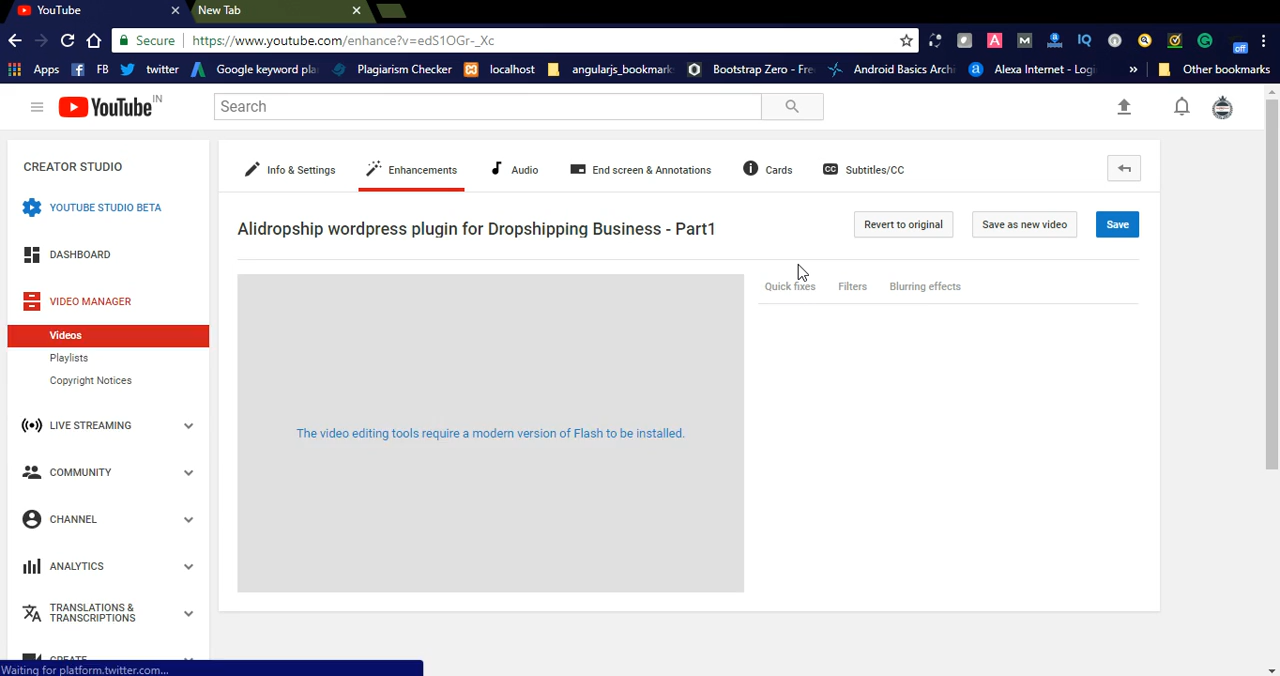 YouTube
New Tab
Secure https://www.youtube.com/enhance?v=edS1OGr-_Xc
A M IQ off
Apps FB twitter Google keyword pla Plagiarism Checker localhost angularjs_bookmark Bootstrap Zero - Fre Android Basics Archi Alexa Internet - Logi » Other bookmarks
YouTube IN
Search
CREATOR STUDIO
YOUTUBE STUDIO BETA
DASHBOARD
VIDEO MANAGER
Videos
Playlists
Copyright Notices
LIVE STREAMING
COMMUNITY
CHANNEL
ANALYTICS
TRANSLATIONS &
TRANSCRIPTIONS
CREATE
Info & Settings Enhancements Audio End screen & Annotations Cards CC Subtitles/CC
Alidropship wordpress plugin for Dropshipping Business - Part1
Revert to original Save as new video Save
Quick fixes Filters Blurring effects
The video editing tools require a modern version of Flash to be installed.
Waiting for platform.twitter.com...